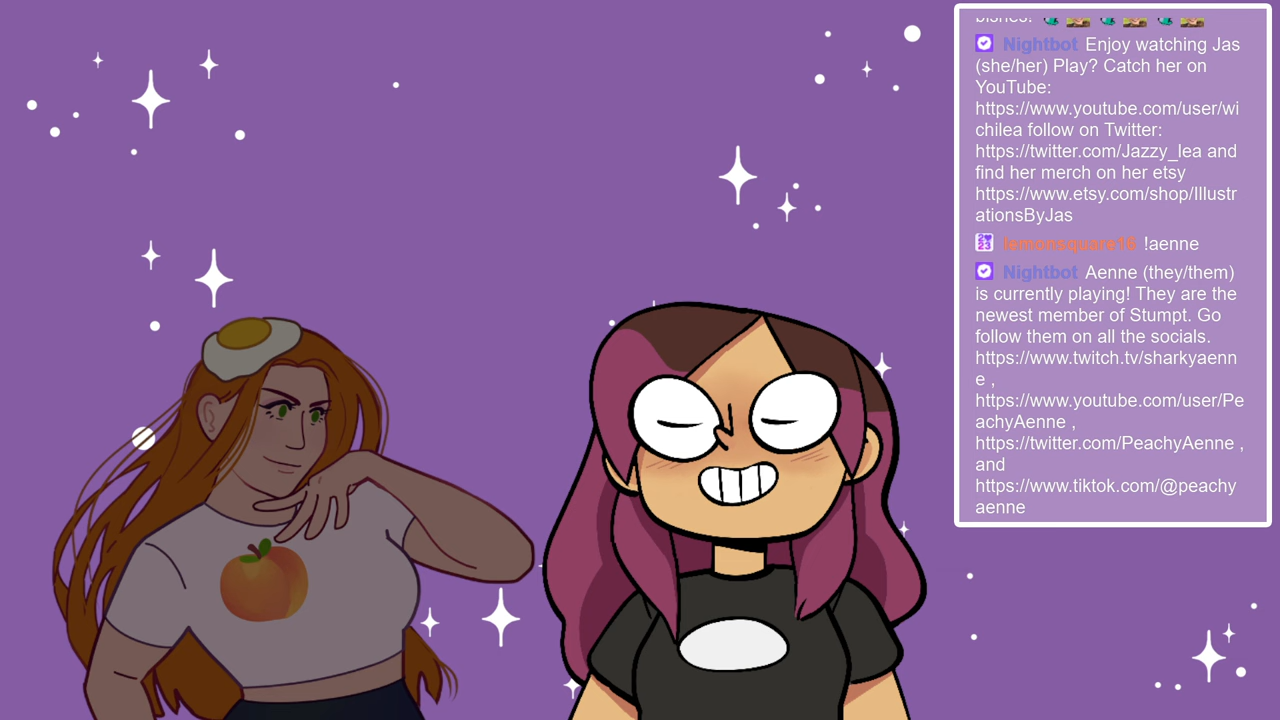 bishes!
Nightbot Enjoy watching Jas
(she/her) Play? Catch her on
YouTube:
https://www.youtube.com/user/wi
chilea follow on Twitter:
https://twitter.com/Jazzy_lea and
find her merch on her etsy
https://www.etsy.com/shop/Illustr
ationsByJas
lemonsquare16 !aenne
Nightbot Aenne (they/them)
is currently playing! They are the
newest member of Stumpt. Go
follow them on all the socials.
https://www.twitch.tv/sharkyaenn
e ,
https://www.youtube.com/user/Pe
achyAenne ,
https://twitter.com/PeachyAenne ,
and
https://www.tiktok.com/@peachy
aenne